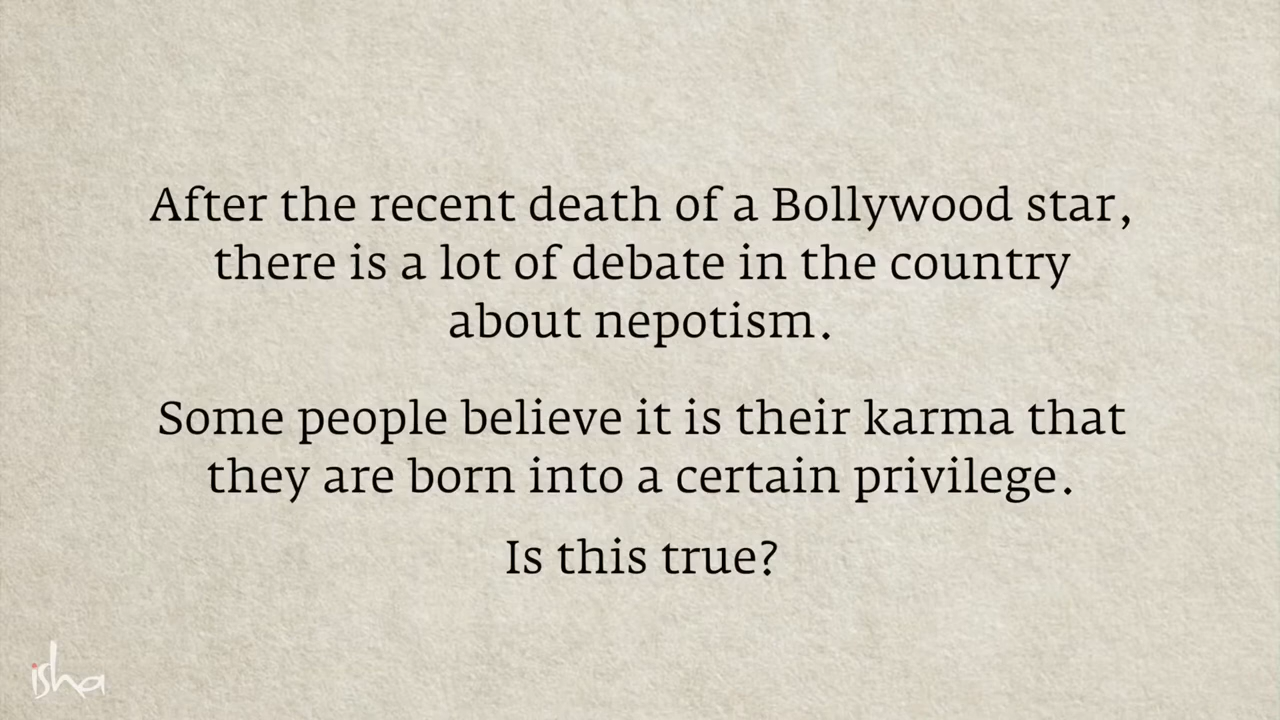 After the recent death of a Bollywood star,
there is a lot of debate in the country
about nepotism.
Some people believe it is their karma that
they are born into a certain privilege.
Is this true?
isha